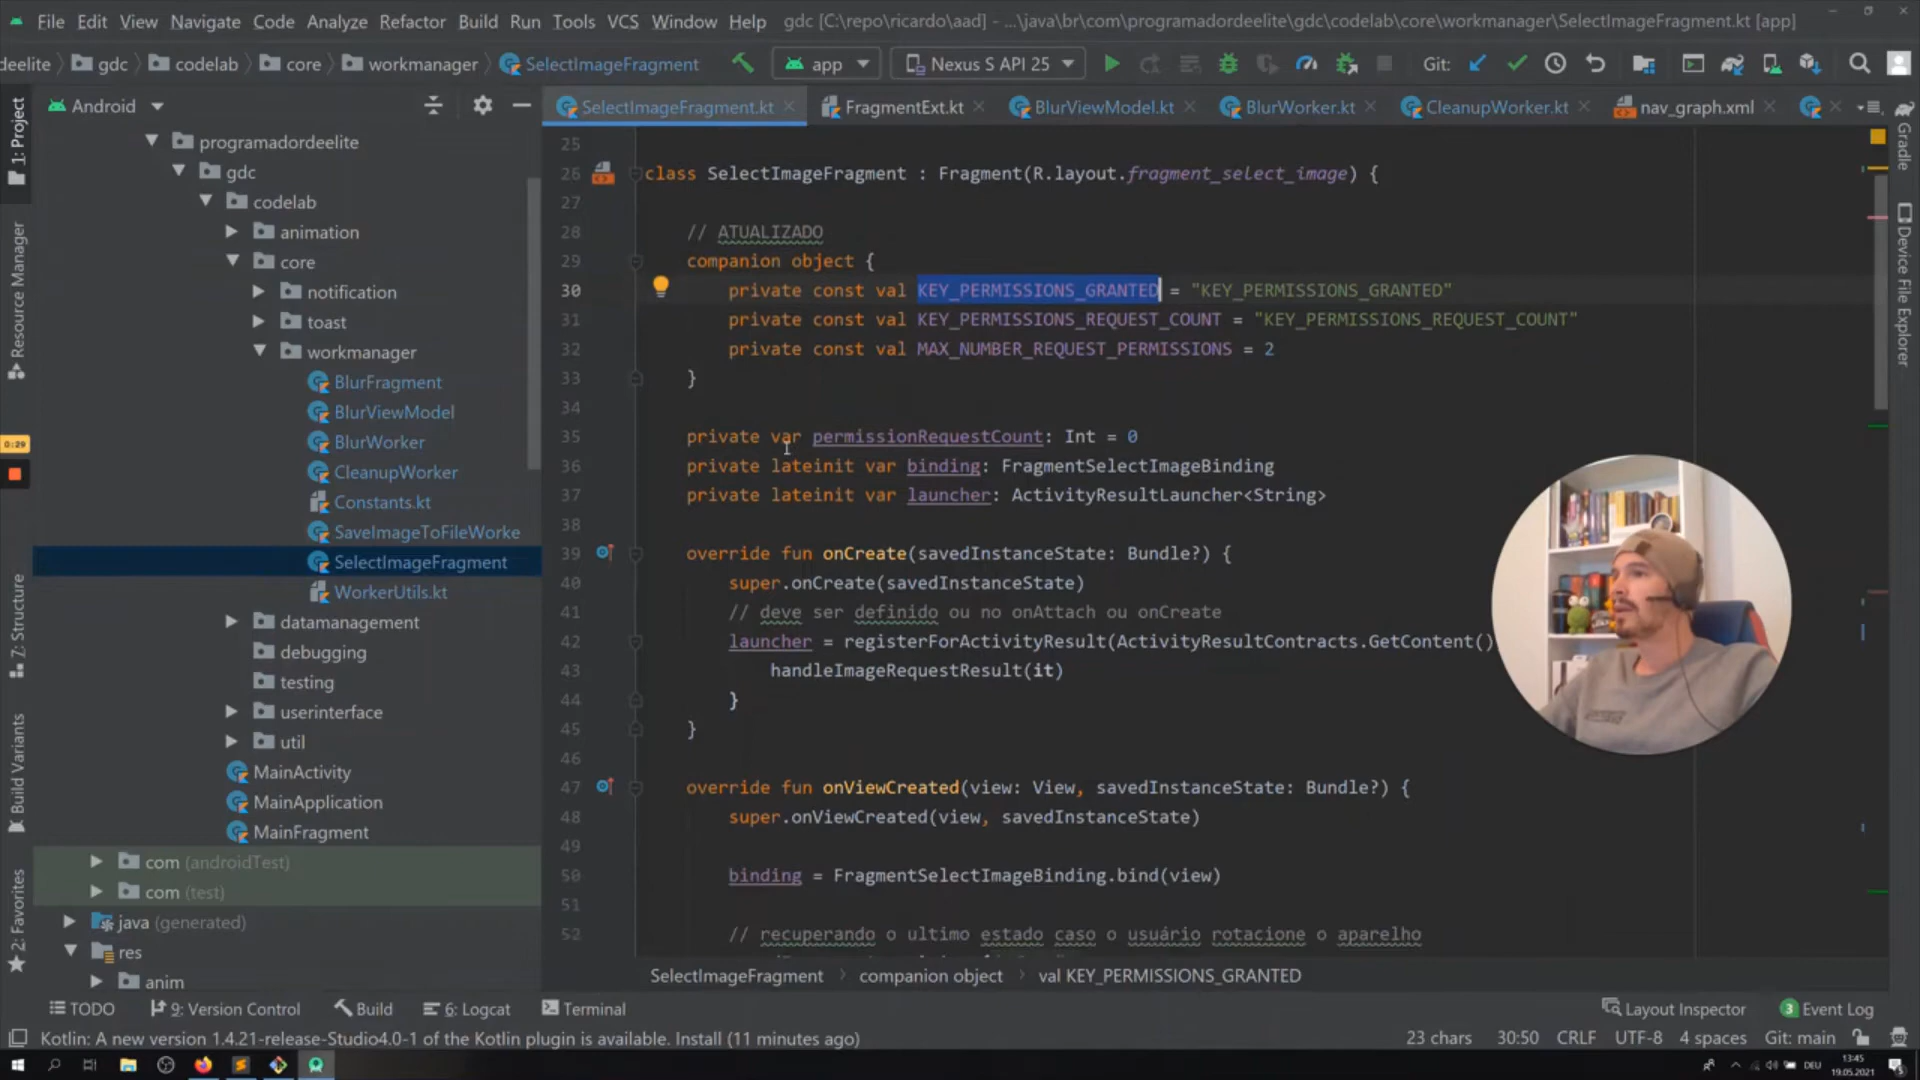 File Edit View Navigate Code Analyze Refactor Build Run Tools VCS Window Help gdc [C:\repo\ricardo\aad] - ...\java\br\com\programadordeelite\gdc\codelab\core\workmanager\SelectImageFragment.kt [app]
deelite gdc codelab core workmanager SelectImageFragment app Nexus S API 25 Git:
Android SelectImageFragment.kt FragmentExt.kt BlurViewModel.kt BlurWorker.kt CleanupWorker.kt nav_graph.xml
1: Project
Resource Manager
7: Structure
Build Variants
2: Favorites
0:29
programadordeelite
gdc
codelab
animation
core
notification
toast
workmanager
BlurFragment
BlurViewModel
BlurWorker
CleanupWorker
Constants.kt
SaveImageToFileWorke
SelectImageFragment
WorkerUtils.kt
datamanagement
debugging
testing
userinterface
util
MainActivity
MainApplication
MainFragment
com (androidTest)
com (test)
java (generated)
res
anim
25
26 class SelectImageFragment : Fragment(R.layout.fragment_select_image) {
27
28 // ATUALIZADO
29 companion object {
30 private const val KEY_PERMISSIONS_GRANTED = "KEY_PERMISSIONS_GRANTED"
31 private const val KEY_PERMISSIONS_REQUEST_COUNT = "KEY_PERMISSIONS_REQUEST_COUNT"
32 private const val MAX_NUMBER_REQUEST_PERMISSIONS = 2
33 }
34
35 private var permissionRequestCount: Int = 0
36 private lateinit var binding: FragmentSelectImageBinding
37 private lateinit var launcher: ActivityResultLauncher<String>
38
39 override fun onCreate(savedInstanceState: Bundle?) {
40 super.onCreate(savedInstanceState)
41 // deve ser definido ou no onAttach ou onCreate
42 launcher = registerForActivityResult(ActivityResultContracts.GetContent()
43 handleImageRequestResult(it)
44 }
45 }
46
47 override fun onViewCreated(view: View, savedInstanceState: Bundle?) {
48 super.onViewCreated(view, savedInstanceState)
49
50 binding = FragmentSelectImageBinding.bind(view)
51
52 // recuperando o ultimo estado caso o usuário rotacione o aparelho
Gradle
Device File Explorer
SelectImageFragment companion object val KEY_PERMISSIONS_GRANTED
TODO 9: Version Control Build 6: Logcat Terminal Layout Inspector 3 Event Log
Kotlin: A new version 1.4.21-release-Studio4.0-1 of the Kotlin plugin is available. Install (11 minutes ago) 23 chars 30:50 CRLF UTF-8 4 spaces Git: main
DEU 13:45
19.05.2021